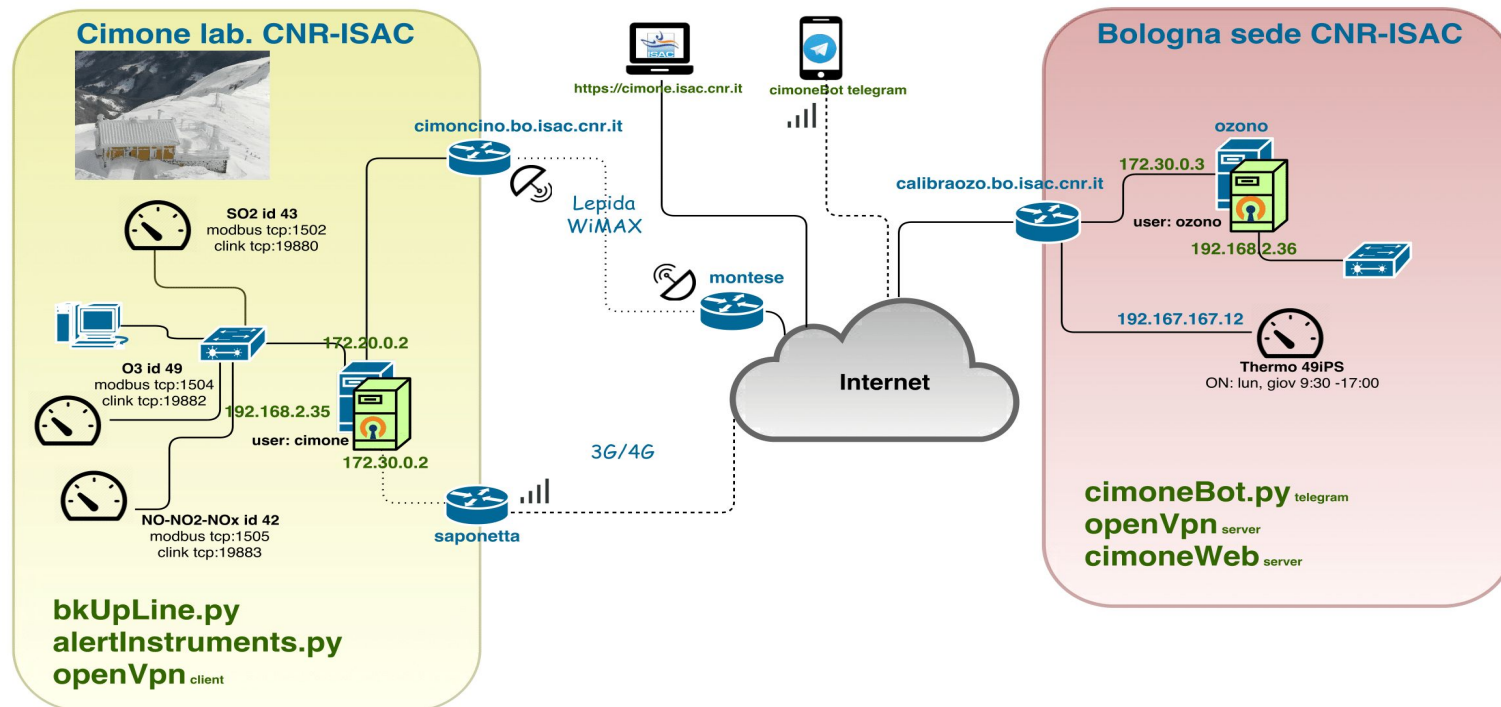 Cimone lab. CNR-ISAC
SO2 id 43
modbus tcp:1502
clink tcp:19880
O3 id 49
modbus tcp:1504
clink tcp:19882
NO-NO2-NOx id 42
modbus tcp:1505
clink tcp:19883
172.20.0.2
192.168.2.35
user: cimone
172.30.0.2
bkUpLine.py
alertInstruments.py
openVpn client
cimoncino.bo.isac.cnr.it
Lepida
WiMAX
montese
3G/4G
saponetta
ISAC
https://cimone.isac.cnr.it
cimoneBot telegram
Internet
Bologna sede CNR-ISAC
ozono
172.30.0.3
calibraozo.bo.isac.cnr.it
user: ozono
192.168.2.36
192.167.167.12
Thermo 49iPS
ON: lun, giov 9:30 -17:00
cimoneBot.py telegram
openVpn server
cimoneWeb server